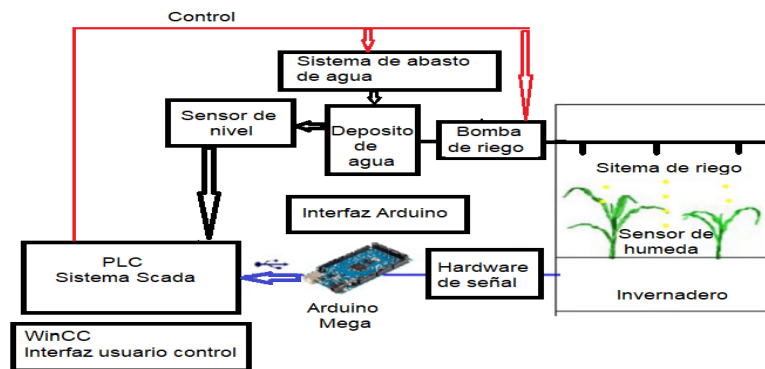 Control
Sistema de abasto
de agua
Sensor de
nivel
Deposito
de
agua
Bomba
de riego
Sitema de riego
Interfaz Arduino
Sensor de
humeda
PLC
Sistema Scada
Arduino
Mega
Hardware
de señal
Invernadero
WinCC
Interfaz usuario control